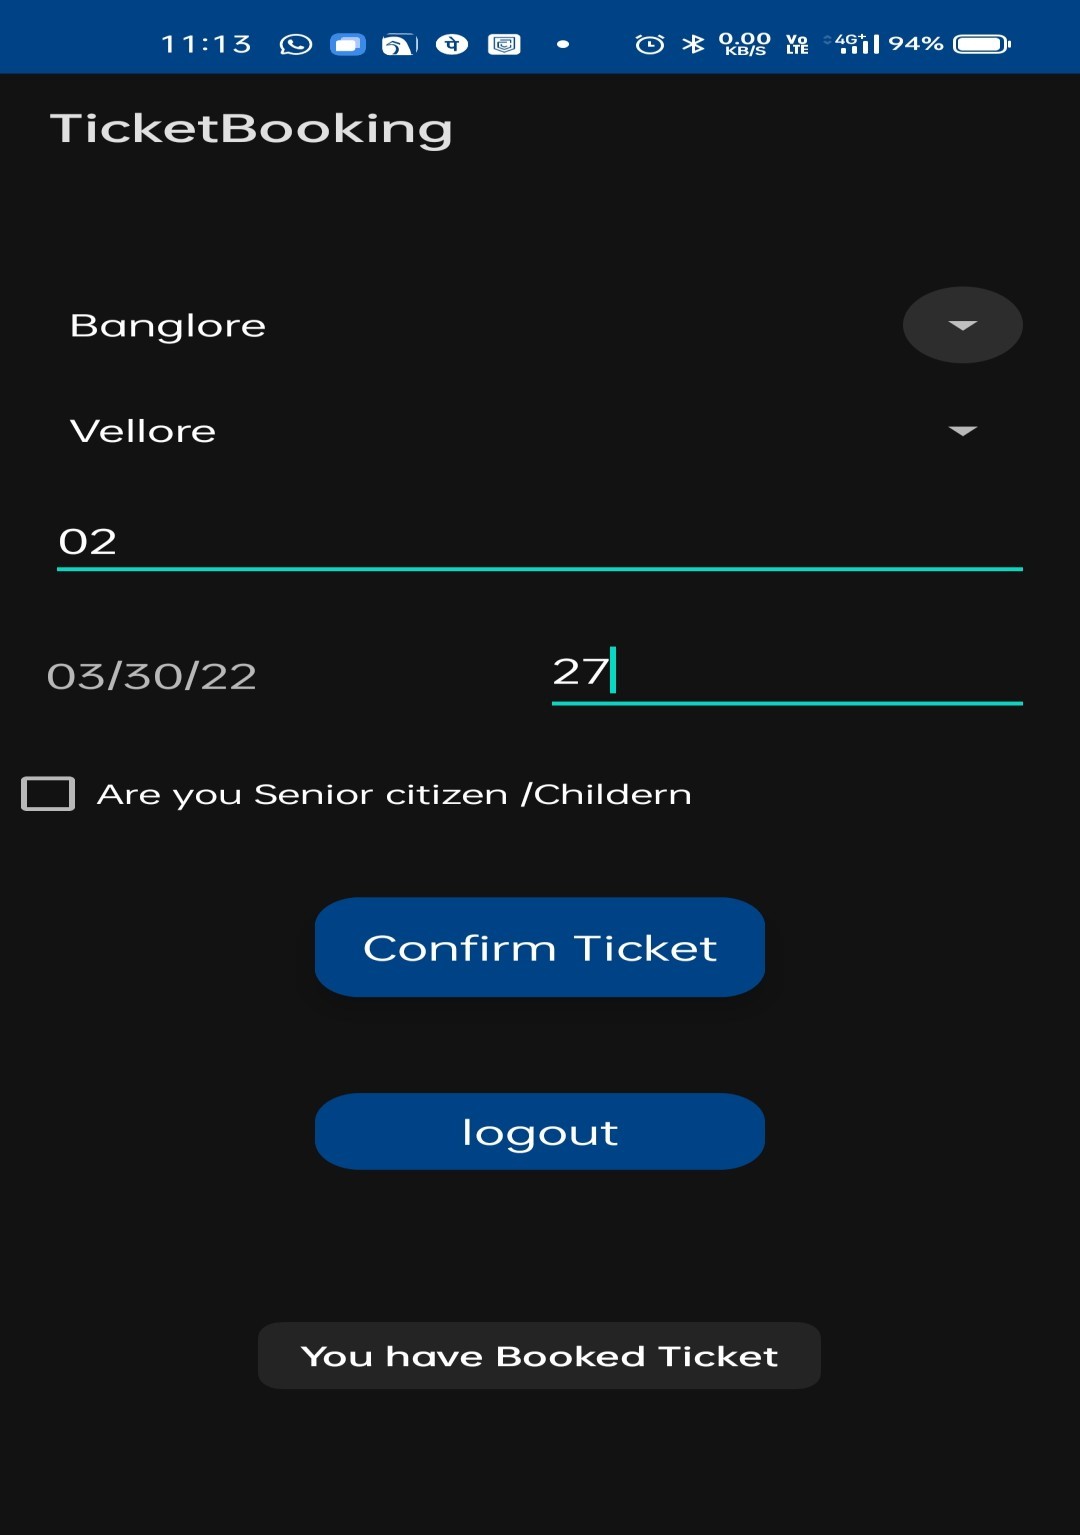 11:13 पे 0.00 KB/S Vo LTE 4G+ 94%
TicketBooking
Banglore
Vellore
02
03/30/22 27
Are you Senior citizen /Childern
Confirm Ticket
logout
You have Booked Ticket